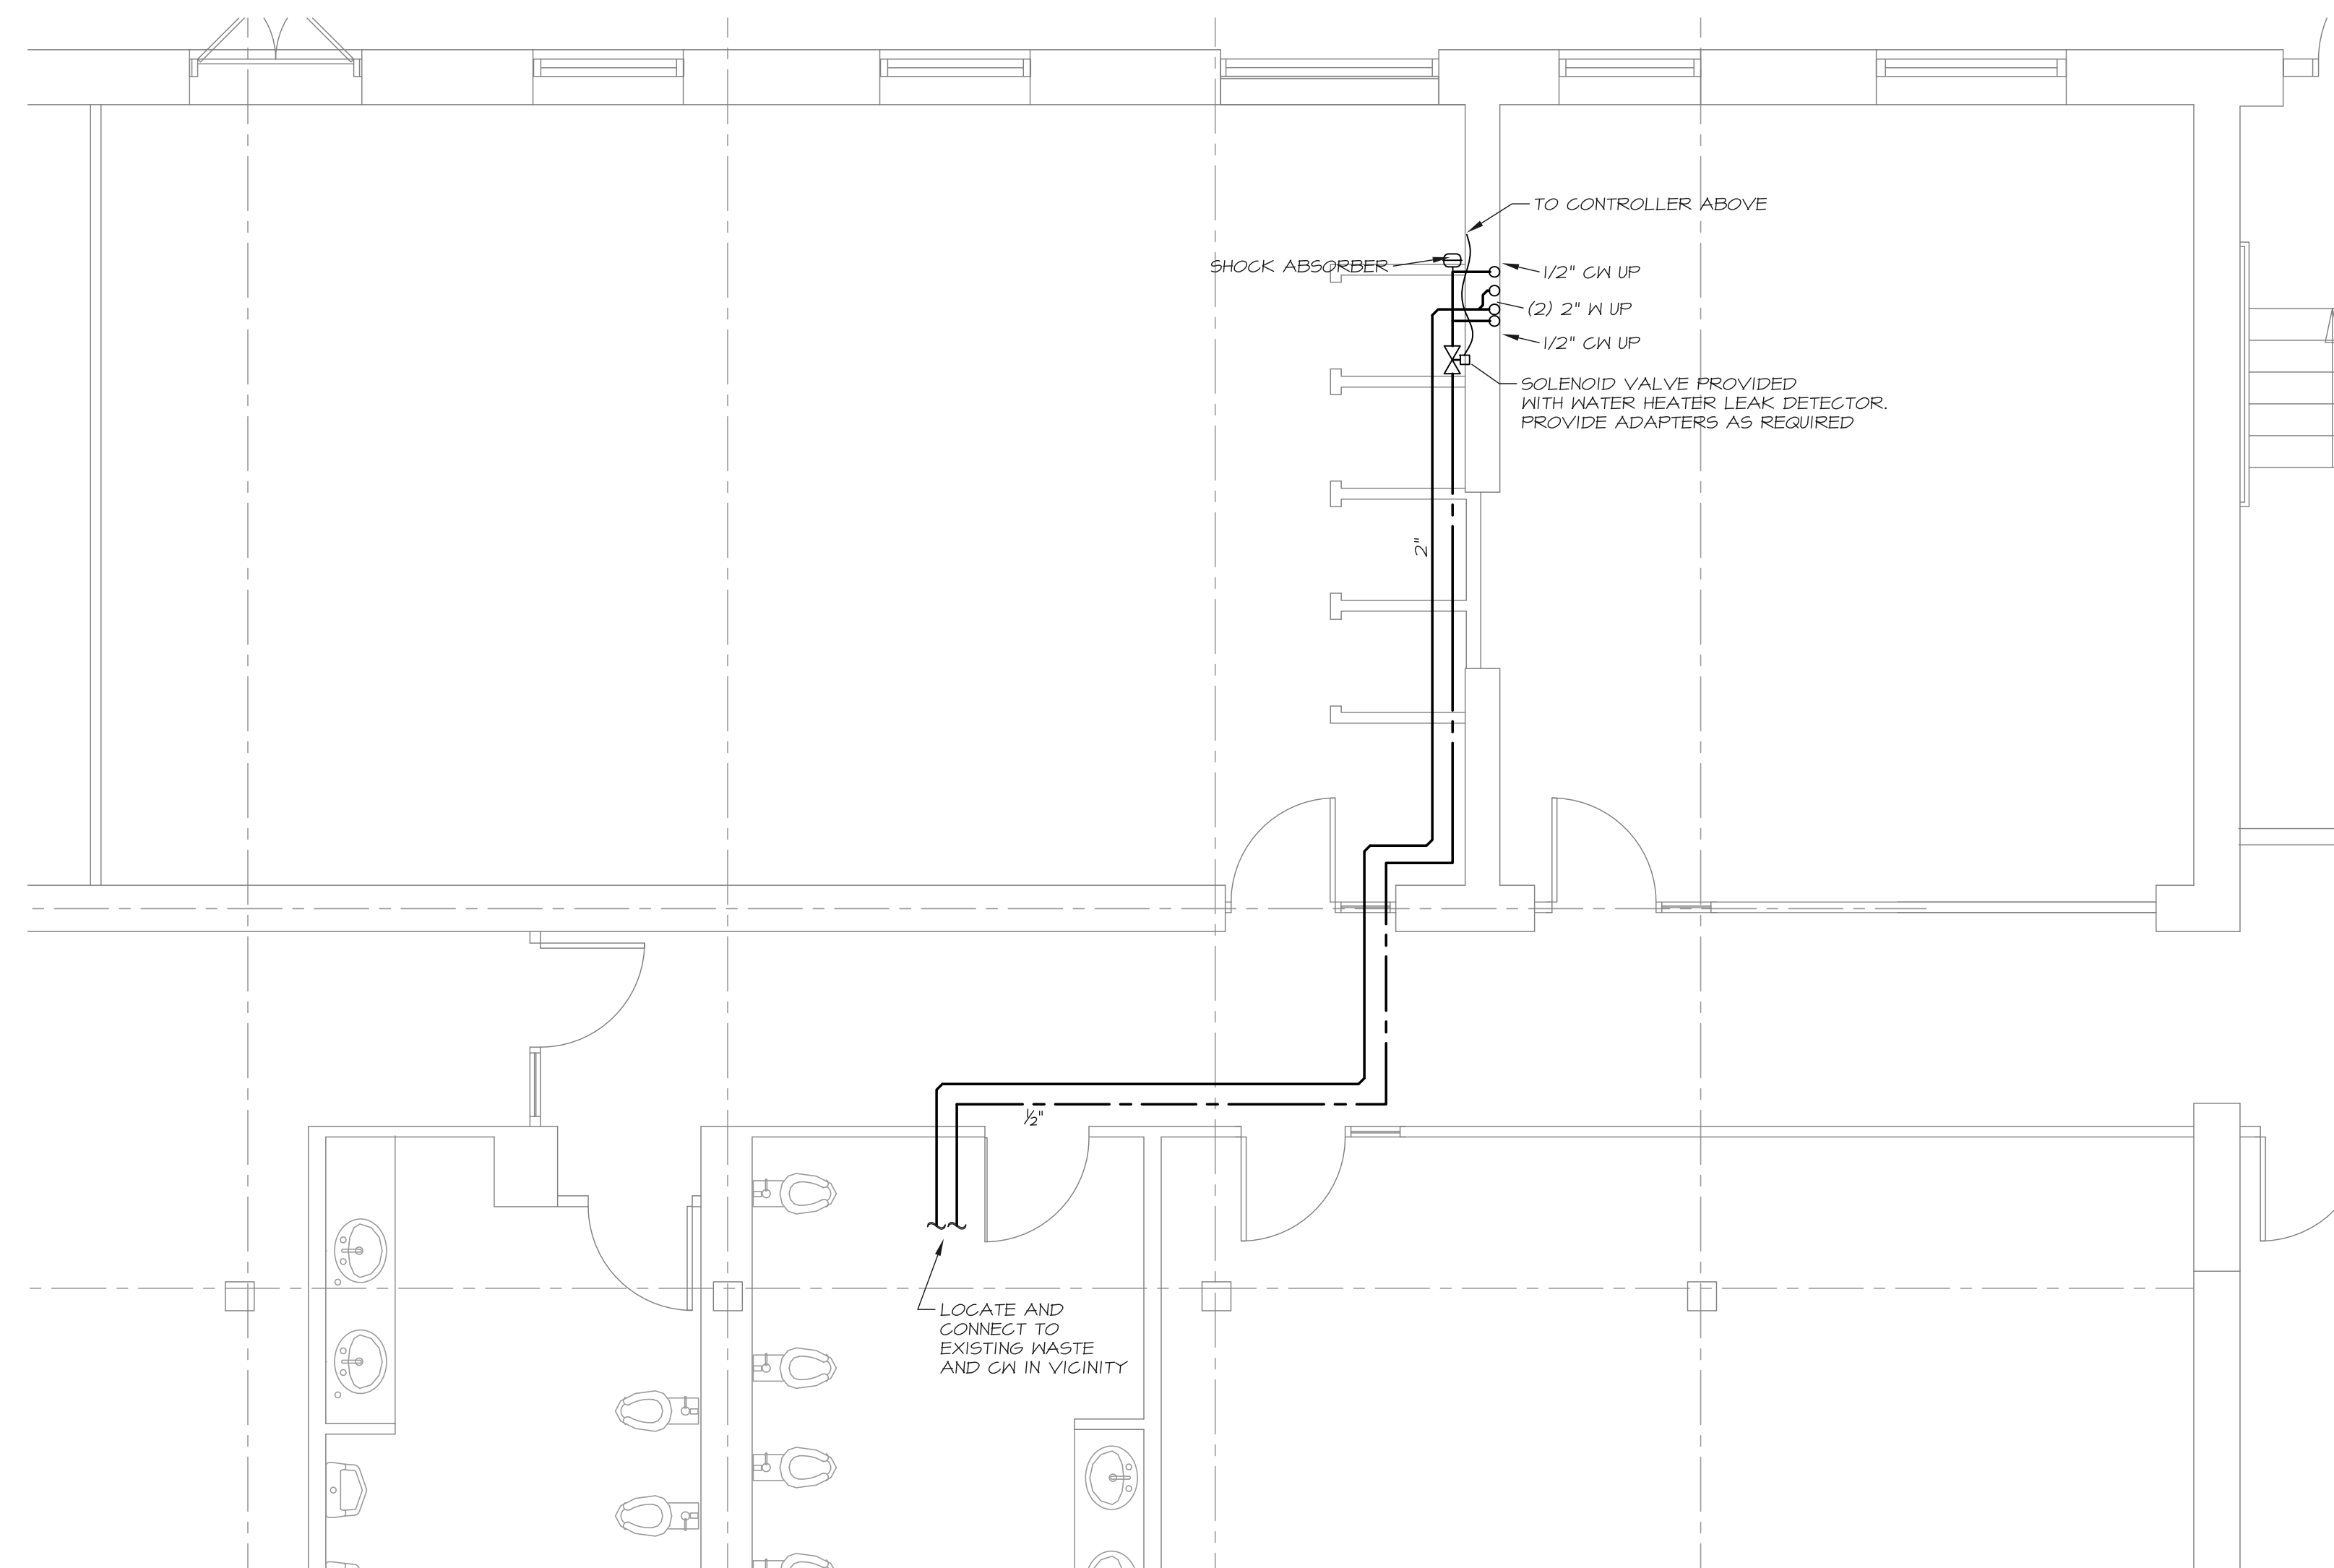 TO CONTROLLER ABOVE
SHOCK ABSORBER
1/2" CW UP
(2) 2" W UP
1/2" CW UP
SOLENOID VALVE PROVIDED
WITH WATER HEATER LEAK DETECTOR.
PROVIDE ADAPTERS AS REQUIRED
2"
½"
LOCATE AND
CONNECT TO
EXISTING WASTE
AND CW IN VICINITY